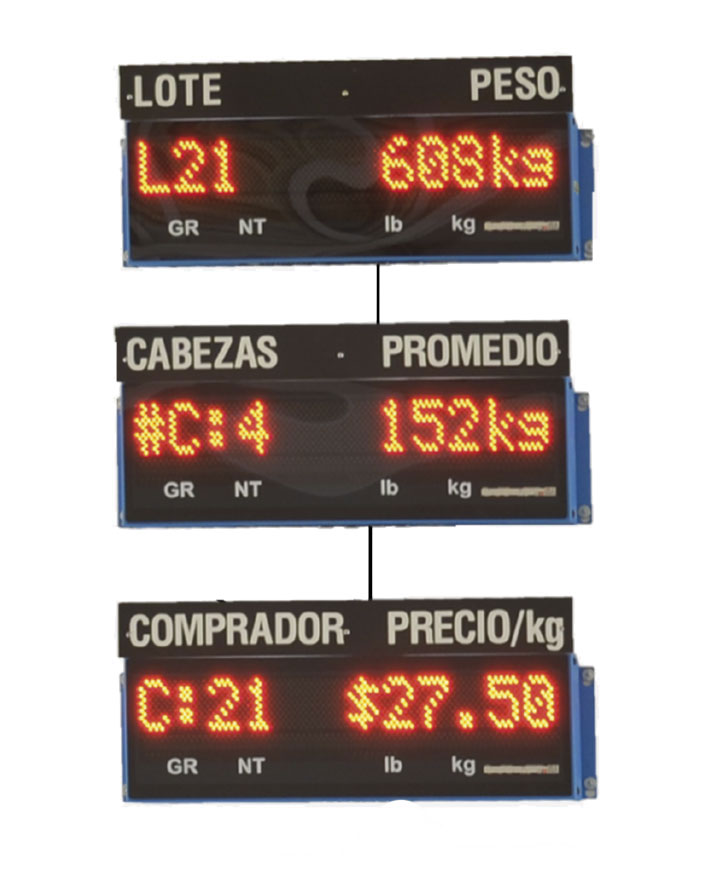 LOTE PESO
L21 608kg
GR NT lb kg
CABEZAS PROMEDIO
#C:4 152kg
GR NT lb kg
COMPRADOR PRECIO/kg
C:21 $27.50
GR NT lb kg